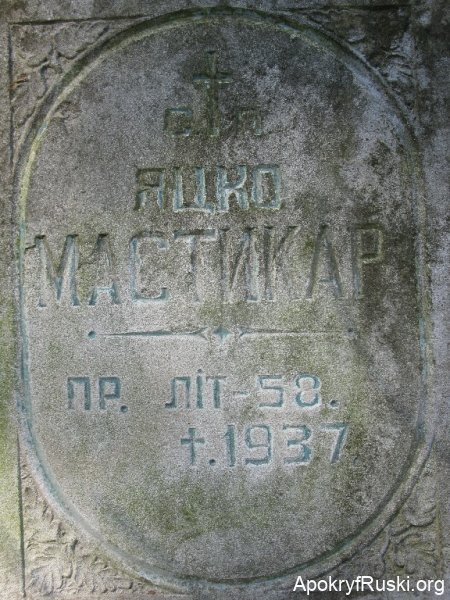 с † п
ЯЦКО
МАСТИКАР
ПР. ЛІТ-58.
†.1937
ApokryfRuski.org